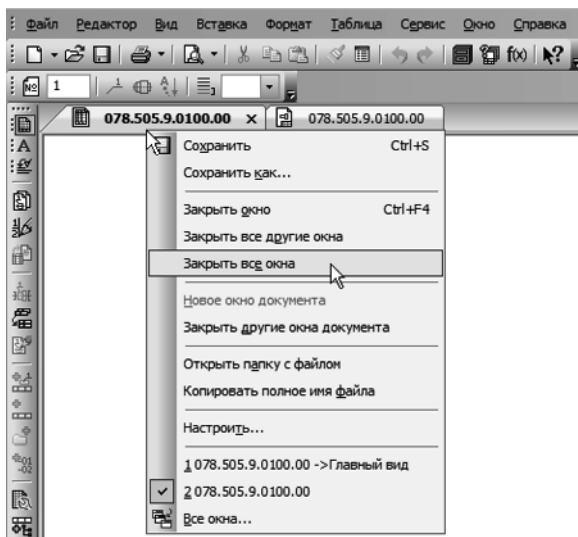 Файл Редактор Вид Вставка Формат Таблица Сервис Окно Справка
f(x)
№ 1
078.505.9.0100.00 x 078.505.9.0100.00
Сохранить Ctrl+S
Сохранить как...
Закрыть окно Ctrl+F4
Закрыть все другие окна
Закрыть все окна
Новое окно документа
Закрыть другие окна документа
Открыть папку с файлом
Копировать полное имя файла
Настроить...
1 078.505.9.0100.00 ->Главный вид
2 078.505.9.0100.00
Все окна...